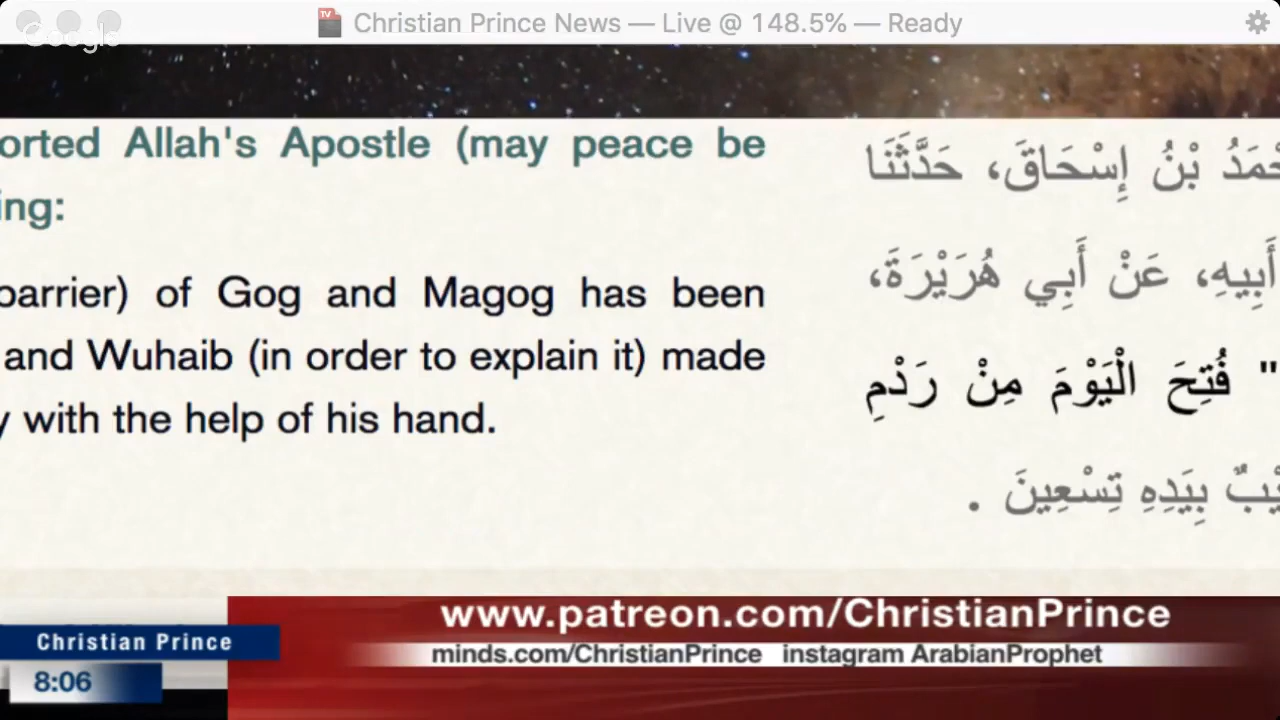 Christian Prince News — Live @ 148.5% — Ready
Google
orted Allah's Apostle (may peace be
ing:
barrier) of Gog and Magog has been
and Wuhaib (in order to explain it) made
y with the help of his hand.
حْمَدُ بْنُ إِسْحَاقَ، حَدَّثَنَا
أَبِيهِ، عَنْ أَبِي هُرَيْرَةَ،
" فُتِحَ الْيَوْمَ مِنْ رَدْمِ
يْبٌ بِيَدِهِ تِسْعِينَ .
www.patreon.com/ChristianPrince
minds.com/ChristianPrince instagram ArabianProphet
Christian Prince
8:06